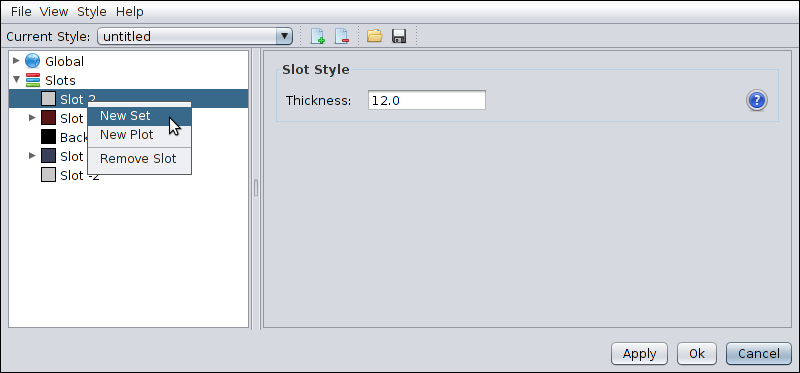 File View Style Help
Current Style: untitled
Global
Slots
Slot 2
Slot
Back
Slot
Slot -2
New Set
New Plot
Remove Slot
Slot Style
Thickness: 12.0
?
Apply Ok Cancel